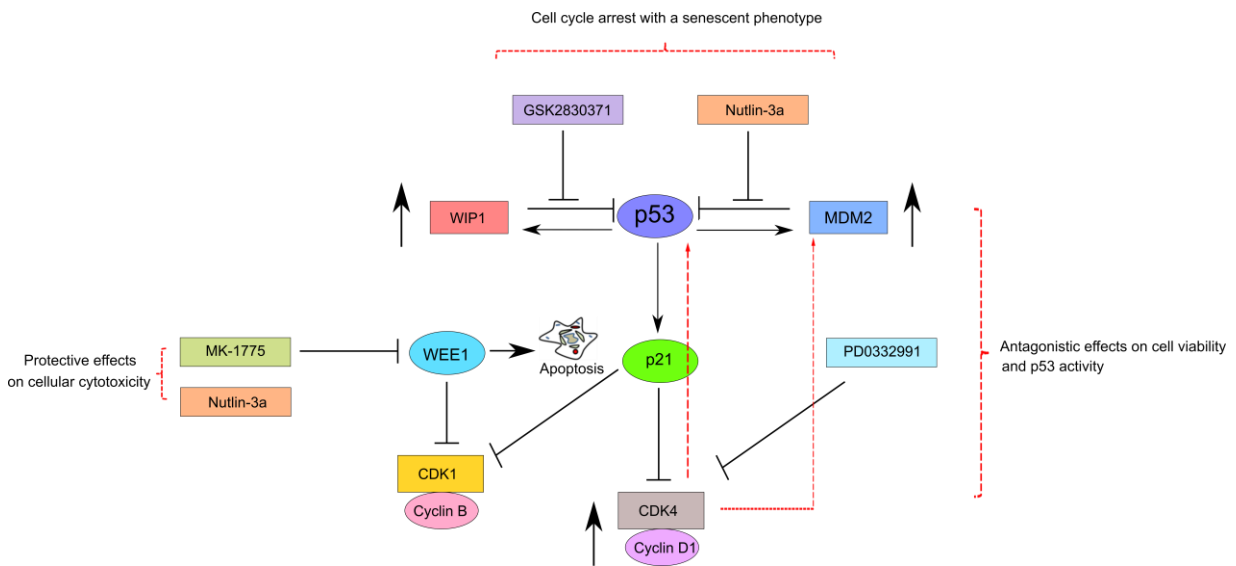 Cell cycle arrest with a senescent phenotype
GSK2830371
Nutlin-3a
WIP1
p53
MDM2
MK-1775
WEE1
Apoptosis
p21
PD0332991
Protective effects
on cellular cytotoxicity
Antagonistic effects on cell viability
and p53 activity
Nutlin-3a
CDK1
Cyclin B
CDK4
Cyclin D1